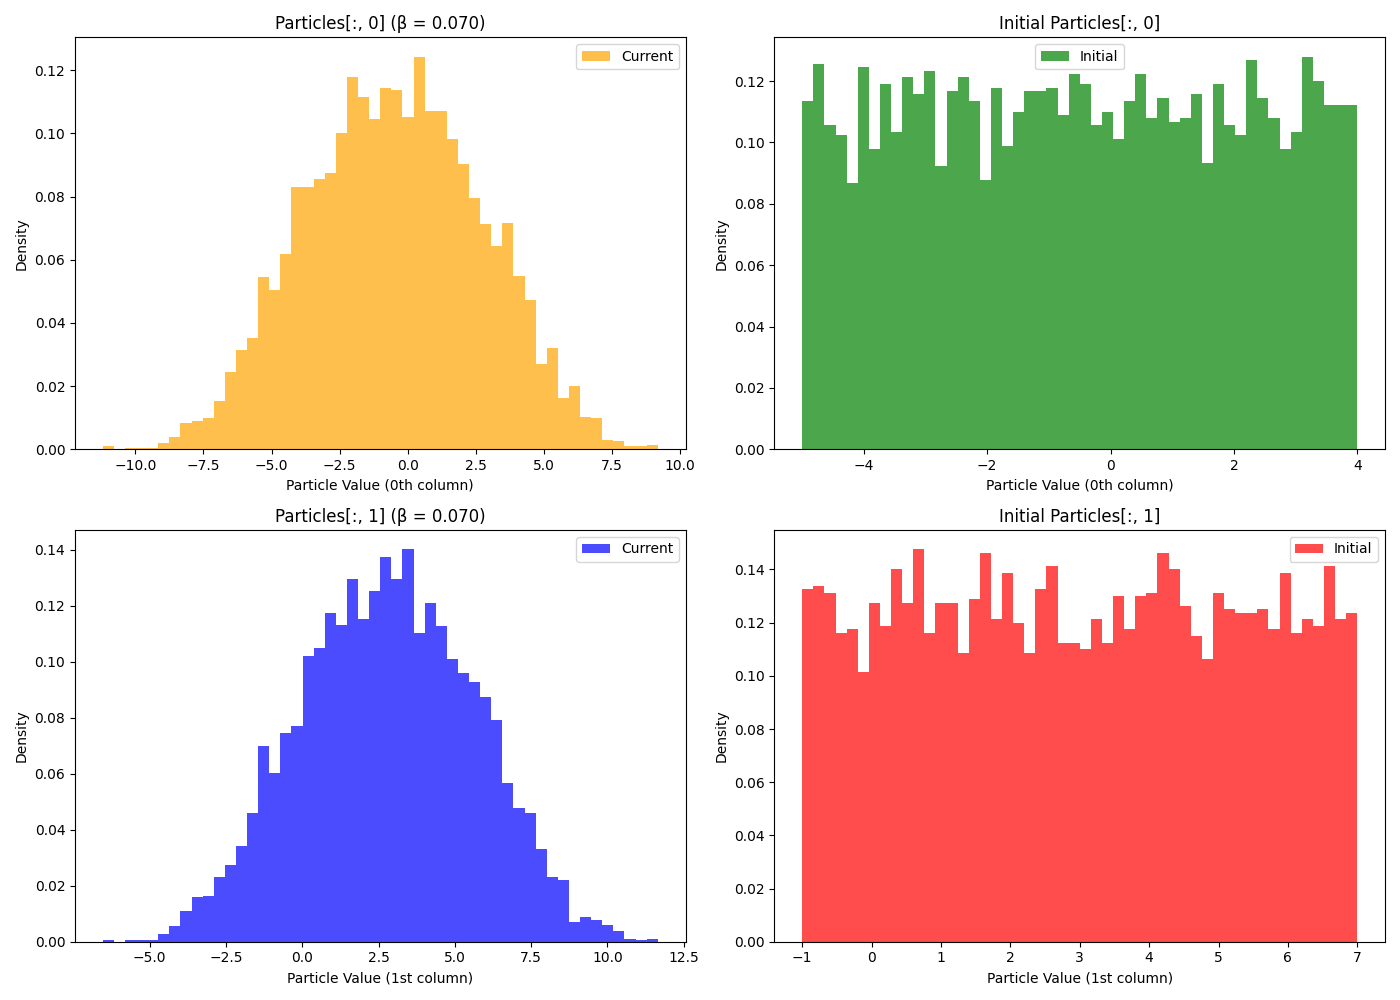 Particles[:, 0] (β = 0.070)
Current
Density
0.12
0.10
0.08
0.06
0.04
0.02
0.00
−10.0 −7.5 −5.0 −2.5 0.0 2.5 5.0 7.5 10.0
Particle Value (0th column)
Initial Particles[:, 0]
Initial
Density
0.12
0.10
0.08
0.06
0.04
0.02
0.00
−4 −2 0 2 4
Particle Value (0th column)
Particles[:, 1] (β = 0.070)
Current
Density
0.14
0.12
0.10
0.08
0.06
0.04
0.02
0.00
−5.0 −2.5 0.0 2.5 5.0 7.5 10.0 12.5
Particle Value (1st column)
Initial Particles[:, 1]
Initial
Density
0.14
0.12
0.10
0.08
0.06
0.04
0.02
0.00
−1 0 1 2 3 4 5 6 7
Particle Value (1st column)